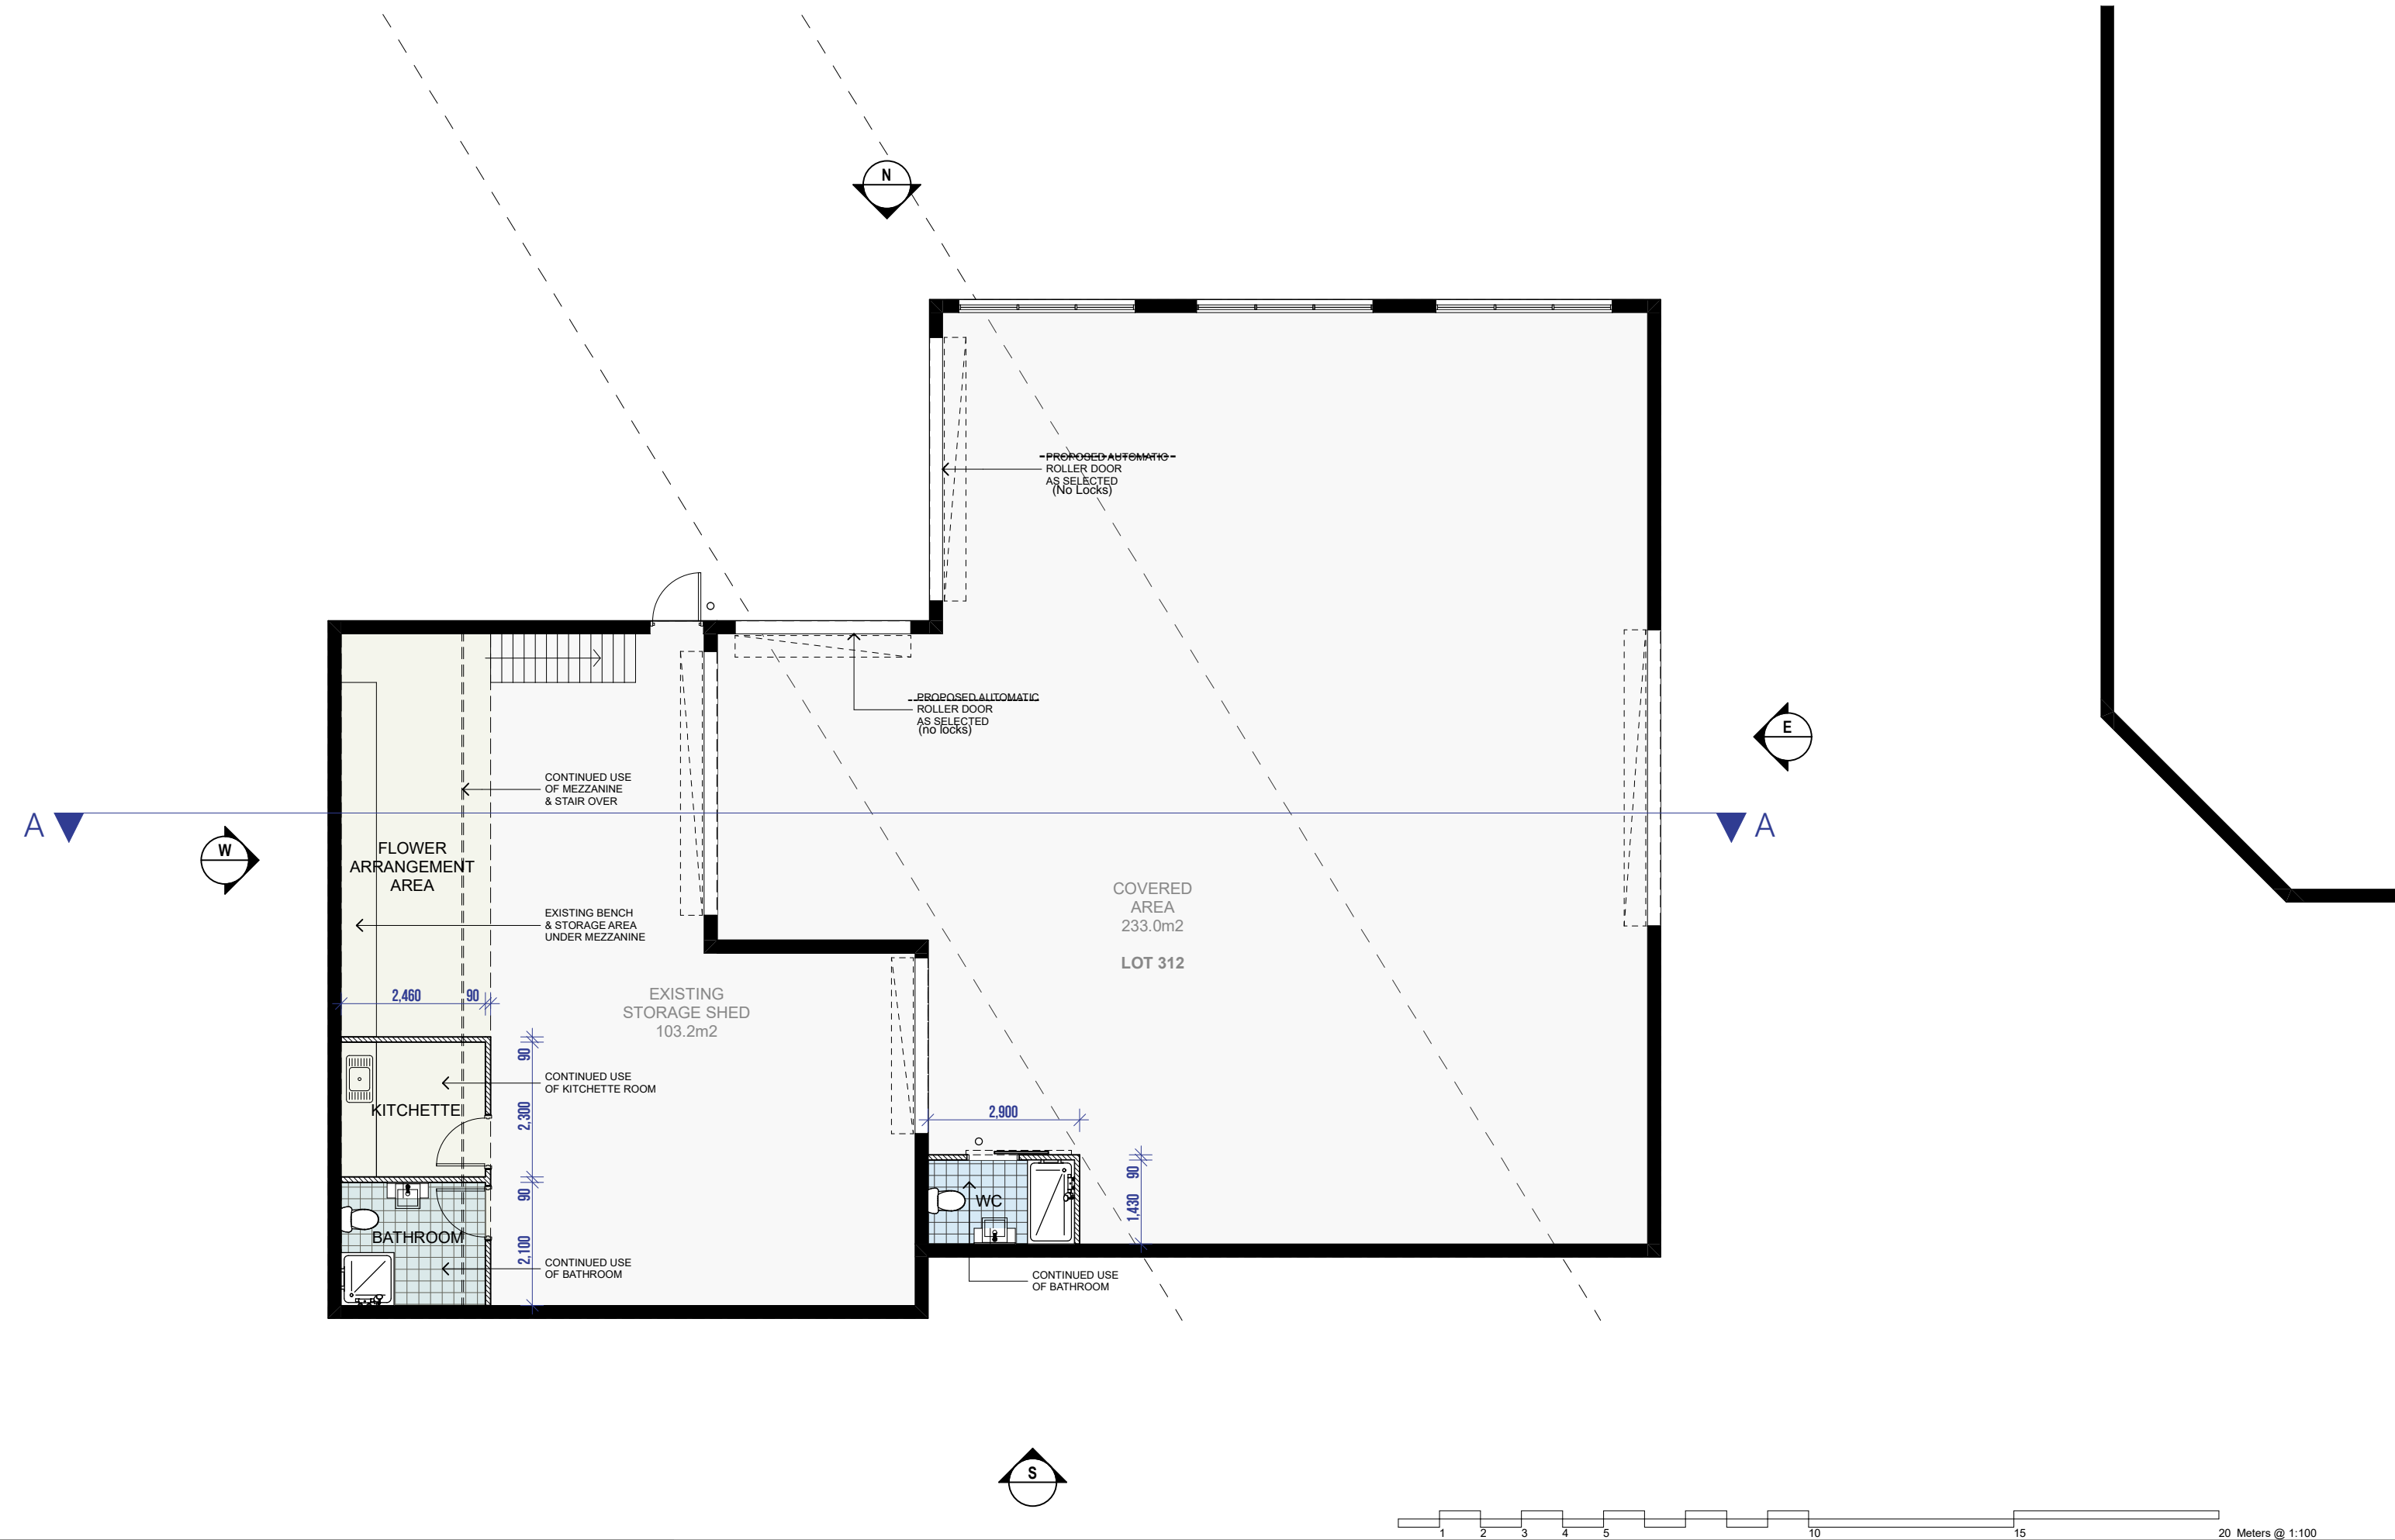 N
PROPOSED AUTOMATIC
ROLLER DOOR
AS SELECTED
(No Locks)
PROPOSED AUTOMATIC
ROLLER DOOR
AS SELECTED
(no locks)
E
CONTINUED USE
OF MEZZANINE
& STAIR OVER
A
A
W
FLOWER
ARRANGEMENT
AREA
COVERED
AREA
233.0m2
LOT 312
EXISTING BENCH
& STORAGE AREA
UNDER MEZZANINE
2,460
90
EXISTING
STORAGE SHED
103.2m2
90
CONTINUED USE
OF KITCHETTE ROOM
KITCHETTE
2,300
2,900
90
90
WC
1,430
BATHROOM
2,100
CONTINUED USE
OF BATHROOM
CONTINUED USE
OF BATHROOM
S
1 2 3 4 5 10 15 20 Meters @ 1:100